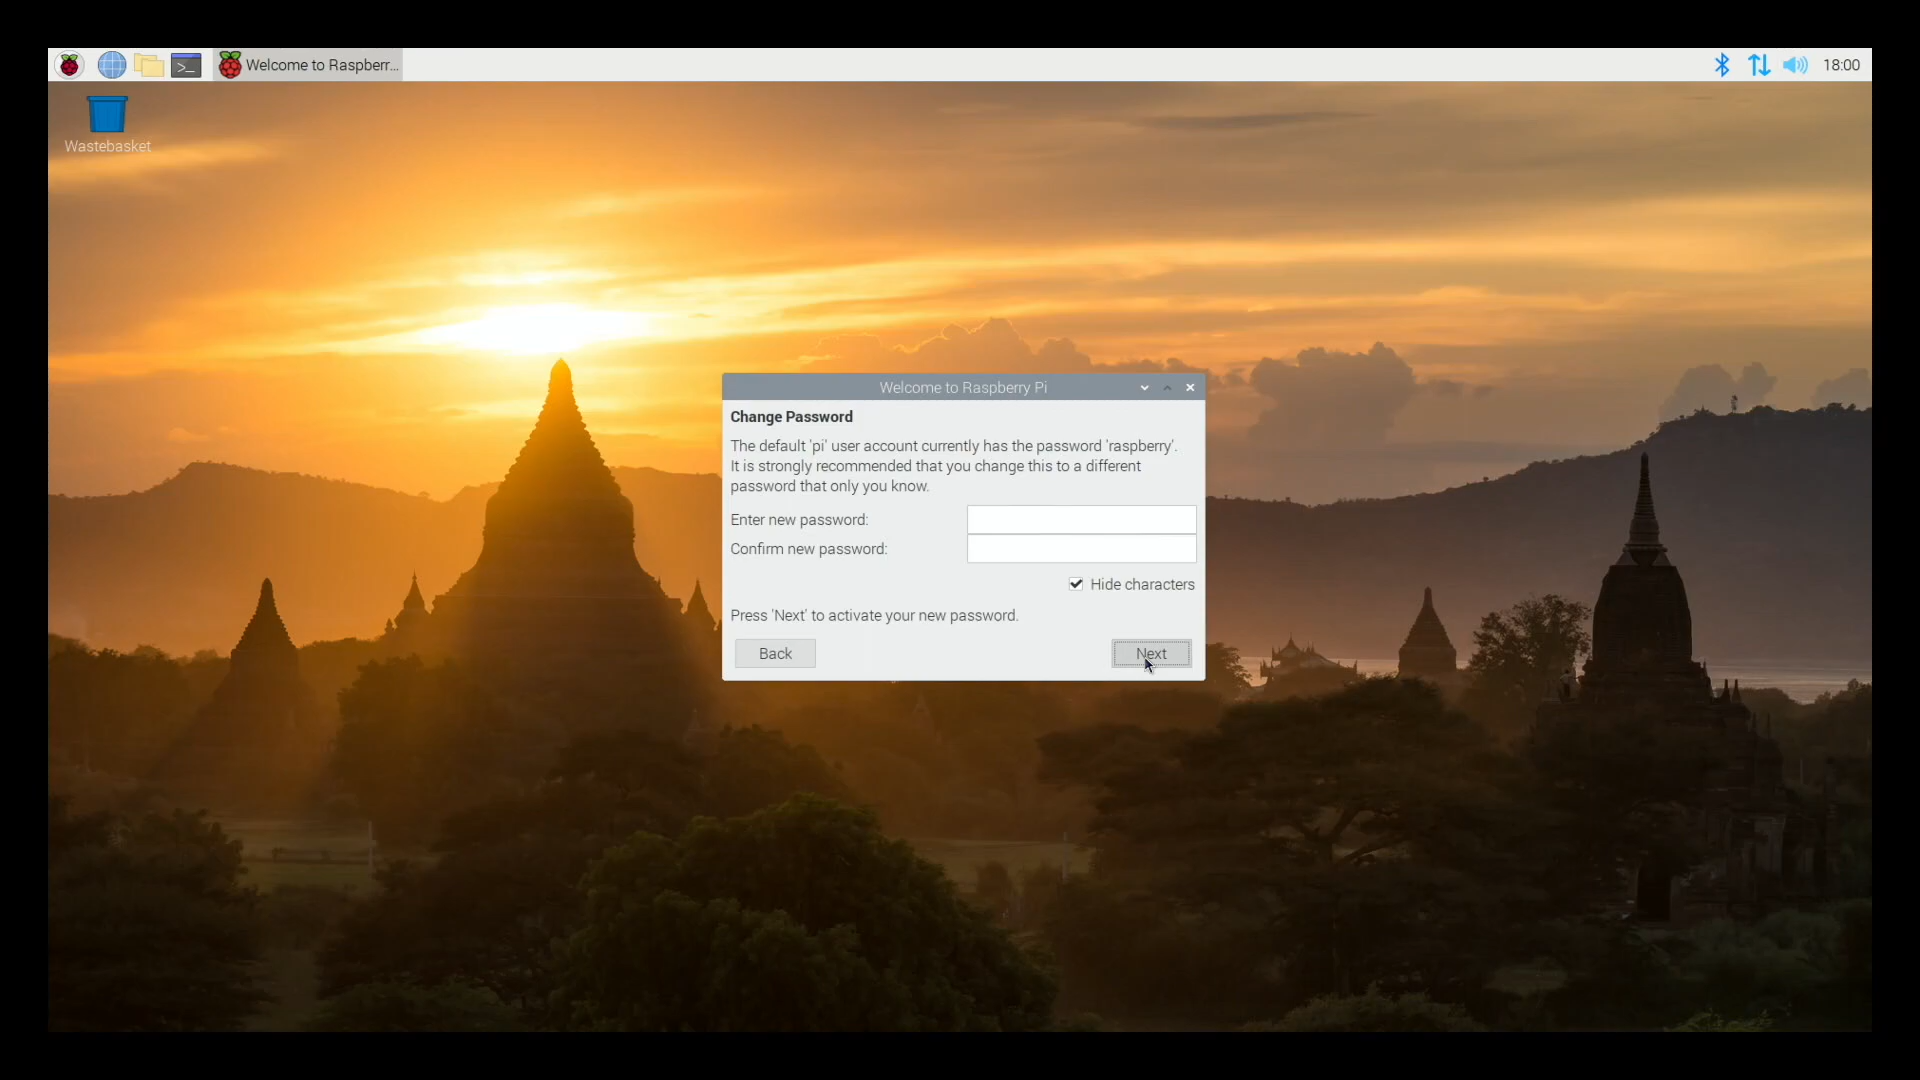 Welcome to Raspberr...
18:00
Wastebasket
Welcome to Raspberry Pi
Change Password
The default 'pi' user account currently has the password 'raspberry'.
It is strongly recommended that you change this to a different
password that only you know.
Enter new password:
Confirm new password:
Hide characters
Press 'Next' to activate your new password.
Back
Next